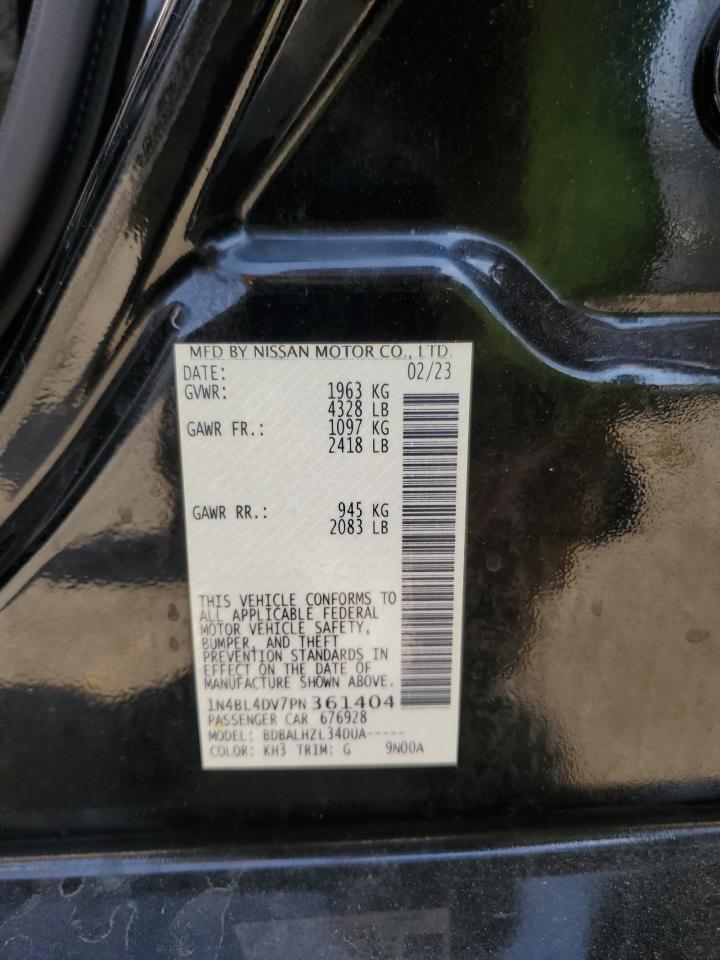 MFD BY NISSAN MOTOR CO., LTD.
DATE: 02/23
GVWR: 1963 KG
4328 LB
GAWR FR.: 1097 KG
2418 LB
GAWR RR.: 945 KG
2083 LB
THIS VEHICLE CONFORMS TO
ALL APPLICABLE FEDERAL
MOTOR VEHICLE SAFETY,
BUMPER, AND THEFT
PREVENTION STANDARDS IN
EFFECT ON THE DATE OF
MANUFACTURE SHOWN ABOVE.
1N4BL4DV7PN361404
PASSENGER CAR 676928
MODEL: BDBALHZL34DUA-----
COLOR: KH3 TRIM: G 9N00A